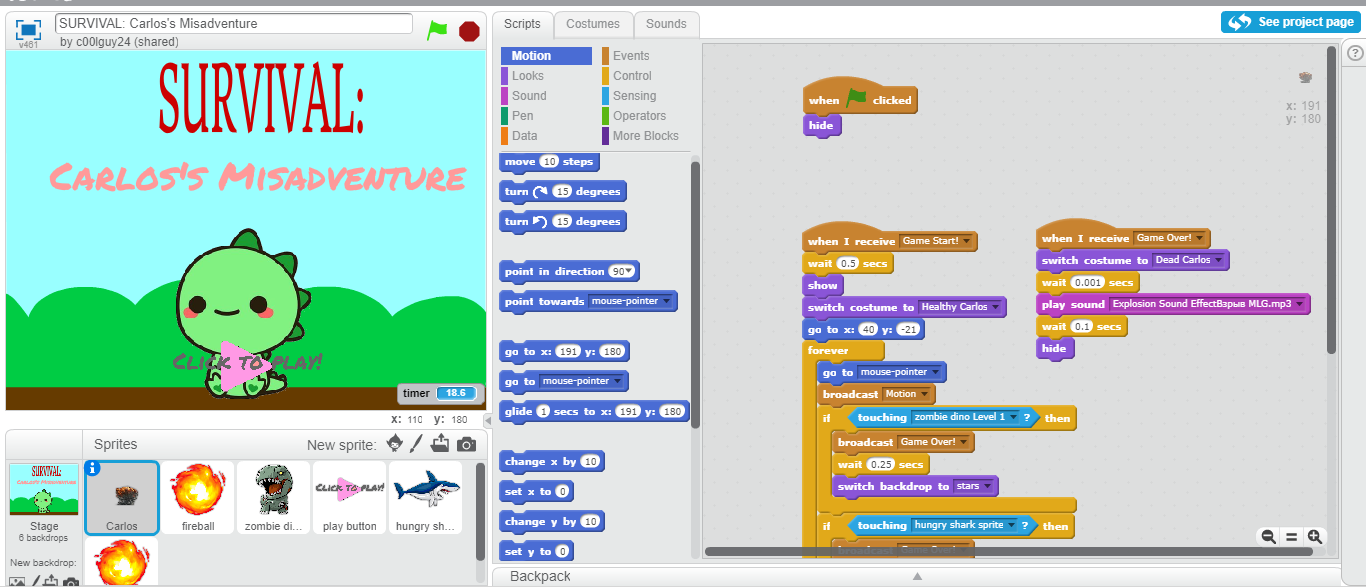 SURVIVAL: Carlos's Misadventure
by c00lguy24 (shared)
v461
SURVIVAL:
CARLOS'S MISADVENTURE
CLICK TO PLAY!
timer 18.6
x: 110 y: 180
Sprites
New sprite:
SURVIVAL:
Carlos's Misadventure
Stage
6 backdrops
New backdrop:
Carlos
fireball
zombie di...
CLICK TO PLAY!
play button
hungry sh...
Scripts
Costumes
Sounds
See project page
Motion
Looks
Sound
Pen
Data
Events
Control
Sensing
Operators
More Blocks
move 10 steps
turn 15 degrees
turn 15 degrees
point in direction 90
point towards mouse-pointer
go to x: 191 y: 180
go to mouse-pointer
glide 1 secs to x: 191 y: 180
change x by 10
set x to 0
change y by 10
set y to 0
when clicked
hide
x: 191
y: 180
when I receive Game Start!
wait 0.5 secs
show
switch costume to Healthy Carlos
go to x: 40 y: -21
forever
go to mouse-pointer
broadcast Motion
if touching zombie dino Level 1 ? then
broadcast Game Over!
wait 0.25 secs
switch backdrop to stars
if touching hungry shark sprite ? then
broadcast Game Over!
when I receive Game Over!
switch costume to Dead Carlos
wait 0.001 secs
play sound Explosion Sound EffectВзрыв MLG.mp3
wait 0.1 secs
hide
Backpack